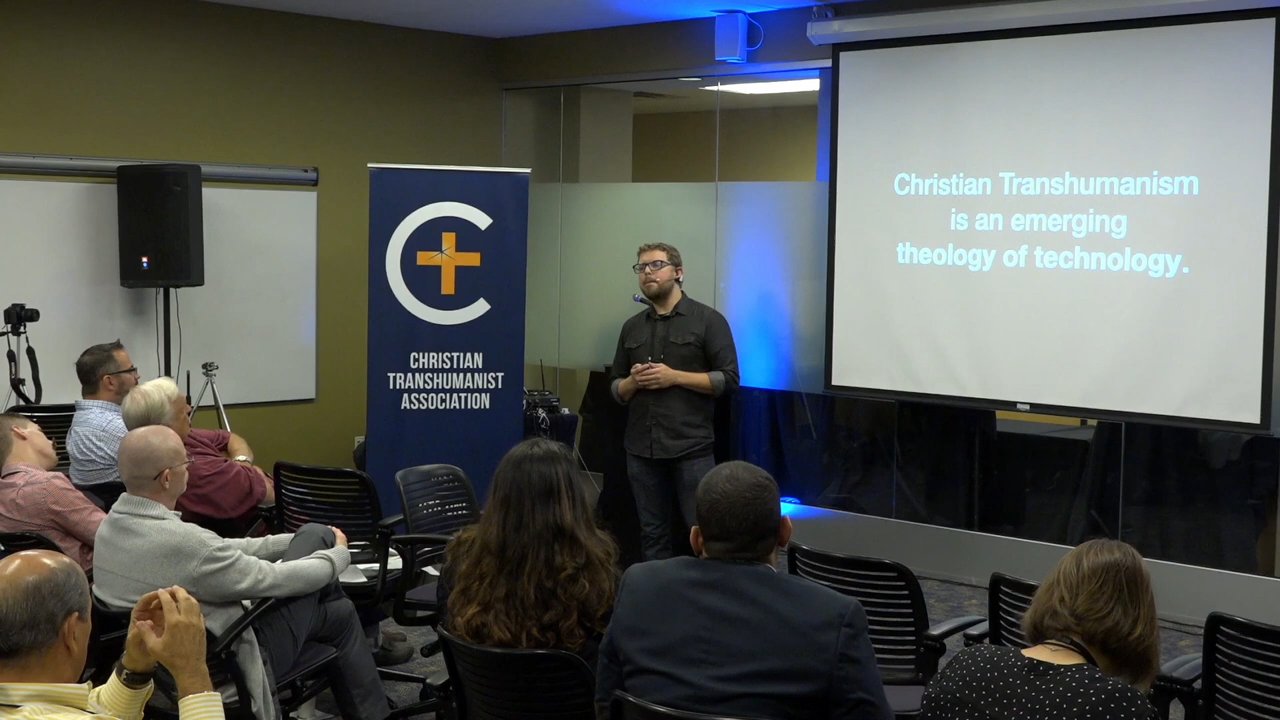 CHRISTIAN
TRANSHUMANIST
ASSOCIATION
Christian Transhumanism
is an emerging
theology of technology.